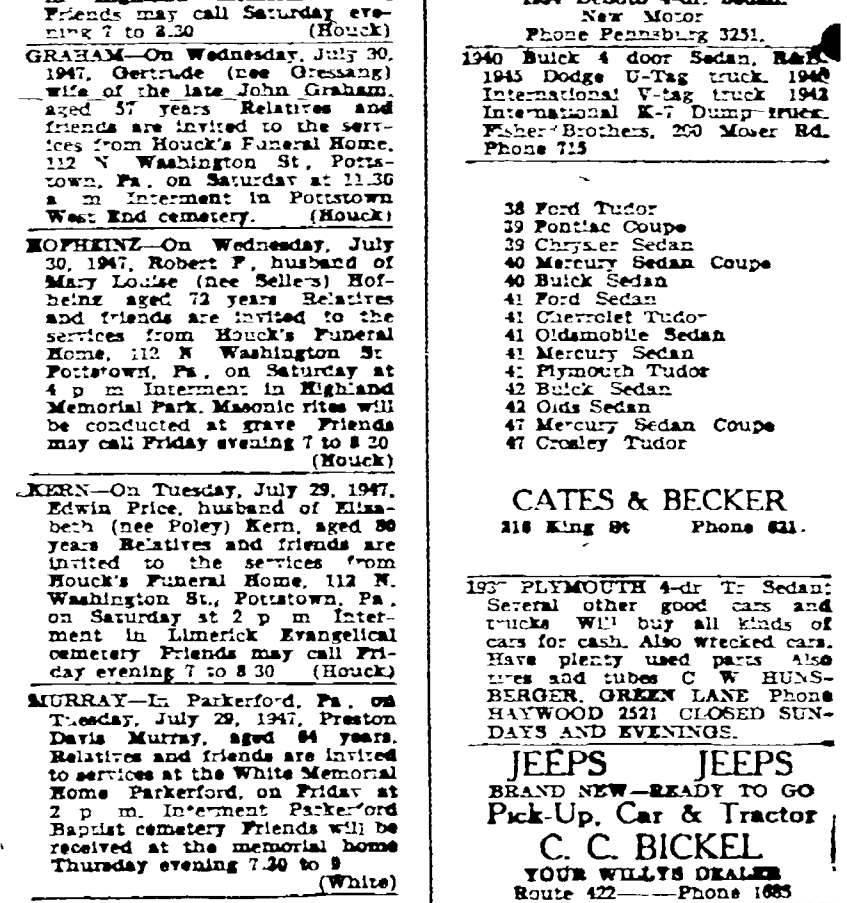 Friends may call Saturday eve-
ning 7 to 8.30 (Houck)
GRAHAM—On Wednesday, July 30,
1947, Gertrude (nee Gressang)
wife of the late John Graham,
aged 57 years Relatives and
friends are invited to the serv-
ices from Houck's Funeral Home,
112 N Washington St, Potts-
town, Pa, on Saturday at 11.30
a m Interment in Pottstown
West End cemetery. (Houck)
HOFHEINZ—On Wednesday, July
30, 1947, Robert F, husband of
Mary Louise (nee Sellers) Hof-
heinz aged 72 years Relatives
and friends are invited to the
services from Houck's Funeral
Home, 112 N Washington St
Pottstown, Pa, on Saturday at
4 p m Interment in Highland
Memorial Park. Masonic rites will
be conducted at grave Friends
may call Friday evening 7 to 8 30
(Houck)
KERN—On Tuesday, July 29, 1947,
Edwin Price, husband of Eliza-
beth (nee Poley) Kern, aged 80
years Relatives and friends are
invited to the services from
Houck's Funeral Home, 112 N.
Washington St., Pottstown, Pa,
on Saturday at 2 p m Inter-
ment in Limerick Evangelical
cemetery Friends may call Fri-
day evening 7 to 8 30 (Houck)
MURRAY—In Parkerford, Pa, on
Tuesday, July 29, 1947, Preston
Davis Murray, aged 84 years.
Relatives and friends are invited
to services at the White Memorial
Home Parkerford, on Friday at
2 p m. Interment Parkerford
Baptist cemetery Friends will be
received at the memorial home
Thursday evening 7.30 to 9
(White)
DeSoto 4-dr. Sedan.
New Motor
Phone Pennsburg 3251.
1940 Buick 4 door Sedan, R&H.
1945 Dodge U-Tag truck. 1940
International V-tag truck 1942
International K-7 Dump truck.
Fisher Brothers, 200 Moser Rd.
Phone 715
38 Ford Tudor
39 Pontiac Coupe
39 Chrysler Sedan
40 Mercury Sedan Coupe
40 Buick Sedan
41 Ford Sedan
41 Chevrolet Tudor
41 Oldsmobile Sedan
41 Mercury Sedan
41 Plymouth Tudor
42 Buick Sedan
42 Olds Sedan
47 Mercury Sedan Coupe
47 Crosley Tudor
CATES & BECKER
216 King St Phone 621.
PLYMOUTH 4-dr Tr Sedan;
Several other good cars and
trucks Will buy all kinds of
cars for cash. Also wrecked cars.
Have plenty used parts Also
tires and tubes C W HUNS-
BERGER, GREEN LANE Phone
HAYWOOD 2521 CLOSED SUN-
DAYS AND EVENINGS.
JEEPS JEEPS
BRAND NEW—READY TO GO
Pick-Up, Car & Tractor
C. C. BICKEL
YOUR WILLYS DEALER
Route 422——Phone 1685